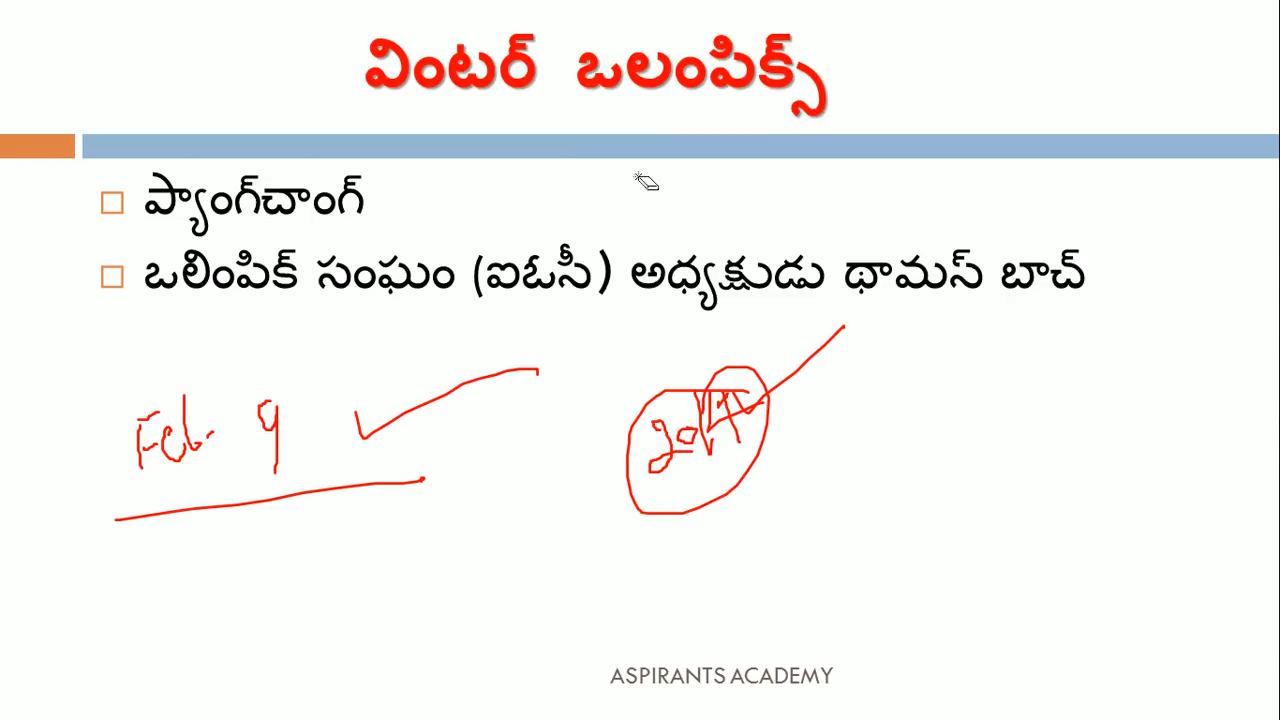 వింటర్ ఒలంపిక్స్
ప్యాంగ్‌చాంగ్
ఒలింపిక్ సంఘం (ఐఓసీ) అధ్యక్షుడు థామస్ బాచ్
Feb 9
ASPIRANTS ACADEMY